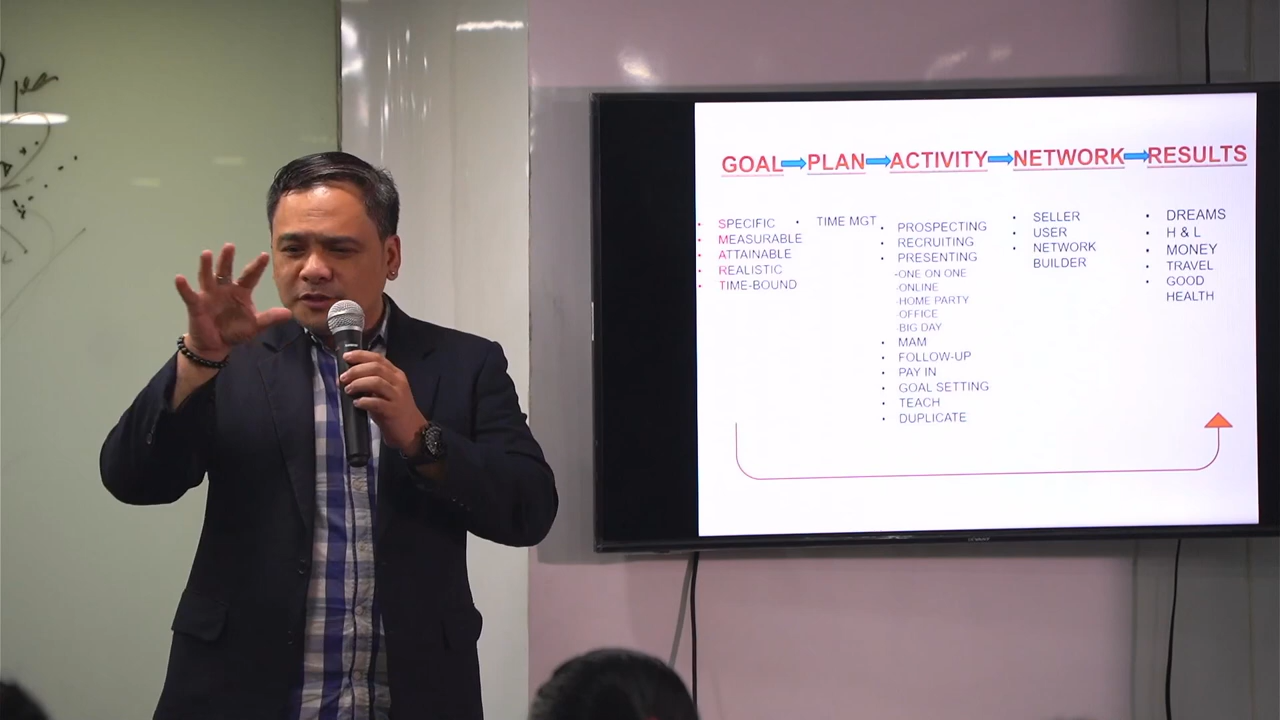 GOAL PLAN ACTIVITY NETWORK RESULTS
SPECIFIC
MEASURABLE
ATTAINABLE
REALISTIC
TIME-BOUND
TIME MGT
PROSPECTING
RECRUITING
PRESENTING
-ONE ON ONE
-ONLINE
-HOME PARTY
OFFICE
-BIG DAY
MAM
FOLLOW-UP
PAY IN
GOAL SETTING
TEACH
DUPLICATE
SELLER
USER
NETWORK
BUILDER
DREAMS
H & L
MONEY
TRAVEL
GOOD
HEALTH